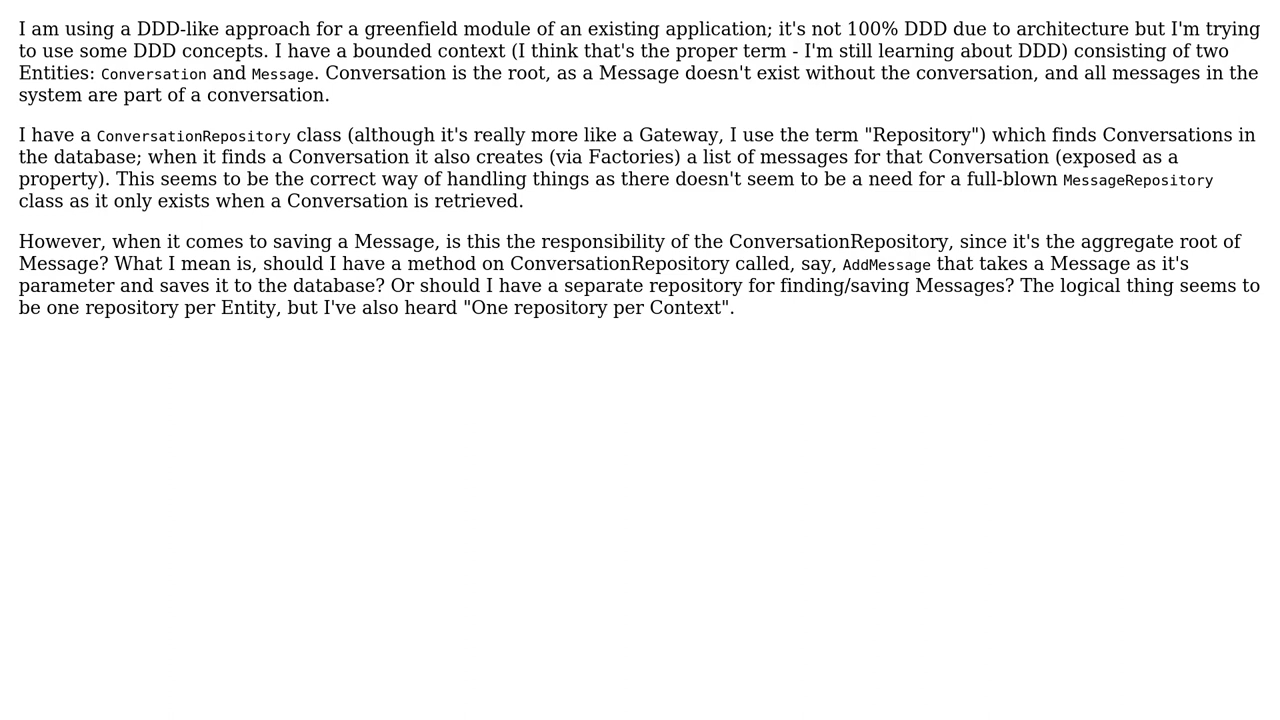 I am using a DDD-like approach for a greenfield module of an existing application; it's not 100% DDD due to architecture but I'm trying
to use some DDD concepts. I have a bounded context (I think that's the proper term - I'm still learning about DDD) consisting of two
Entities: Conversation and Message. Conversation is the root, as a Message doesn't exist without the conversation, and all messages in the
system are part of a conversation.
I have a ConversationRepository class (although it's really more like a Gateway, I use the term "Repository") which finds Conversations in
the database; when it finds a Conversation it also creates (via Factories) a list of messages for that Conversation (exposed as a
property). This seems to be the correct way of handling things as there doesn't seem to be a need for a full-blown MessageRepository
class as it only exists when a Conversation is retrieved.
However, when it comes to saving a Message, is this the responsibility of the ConversationRepository, since it's the aggregate root of
Message? What I mean is, should I have a method on ConversationRepository called, say, AddMessage that takes a Message as it's
parameter and saves it to the database? Or should I have a separate repository for finding/saving Messages? The logical thing seems to
be one repository per Entity, but I've also heard "One repository per Context".